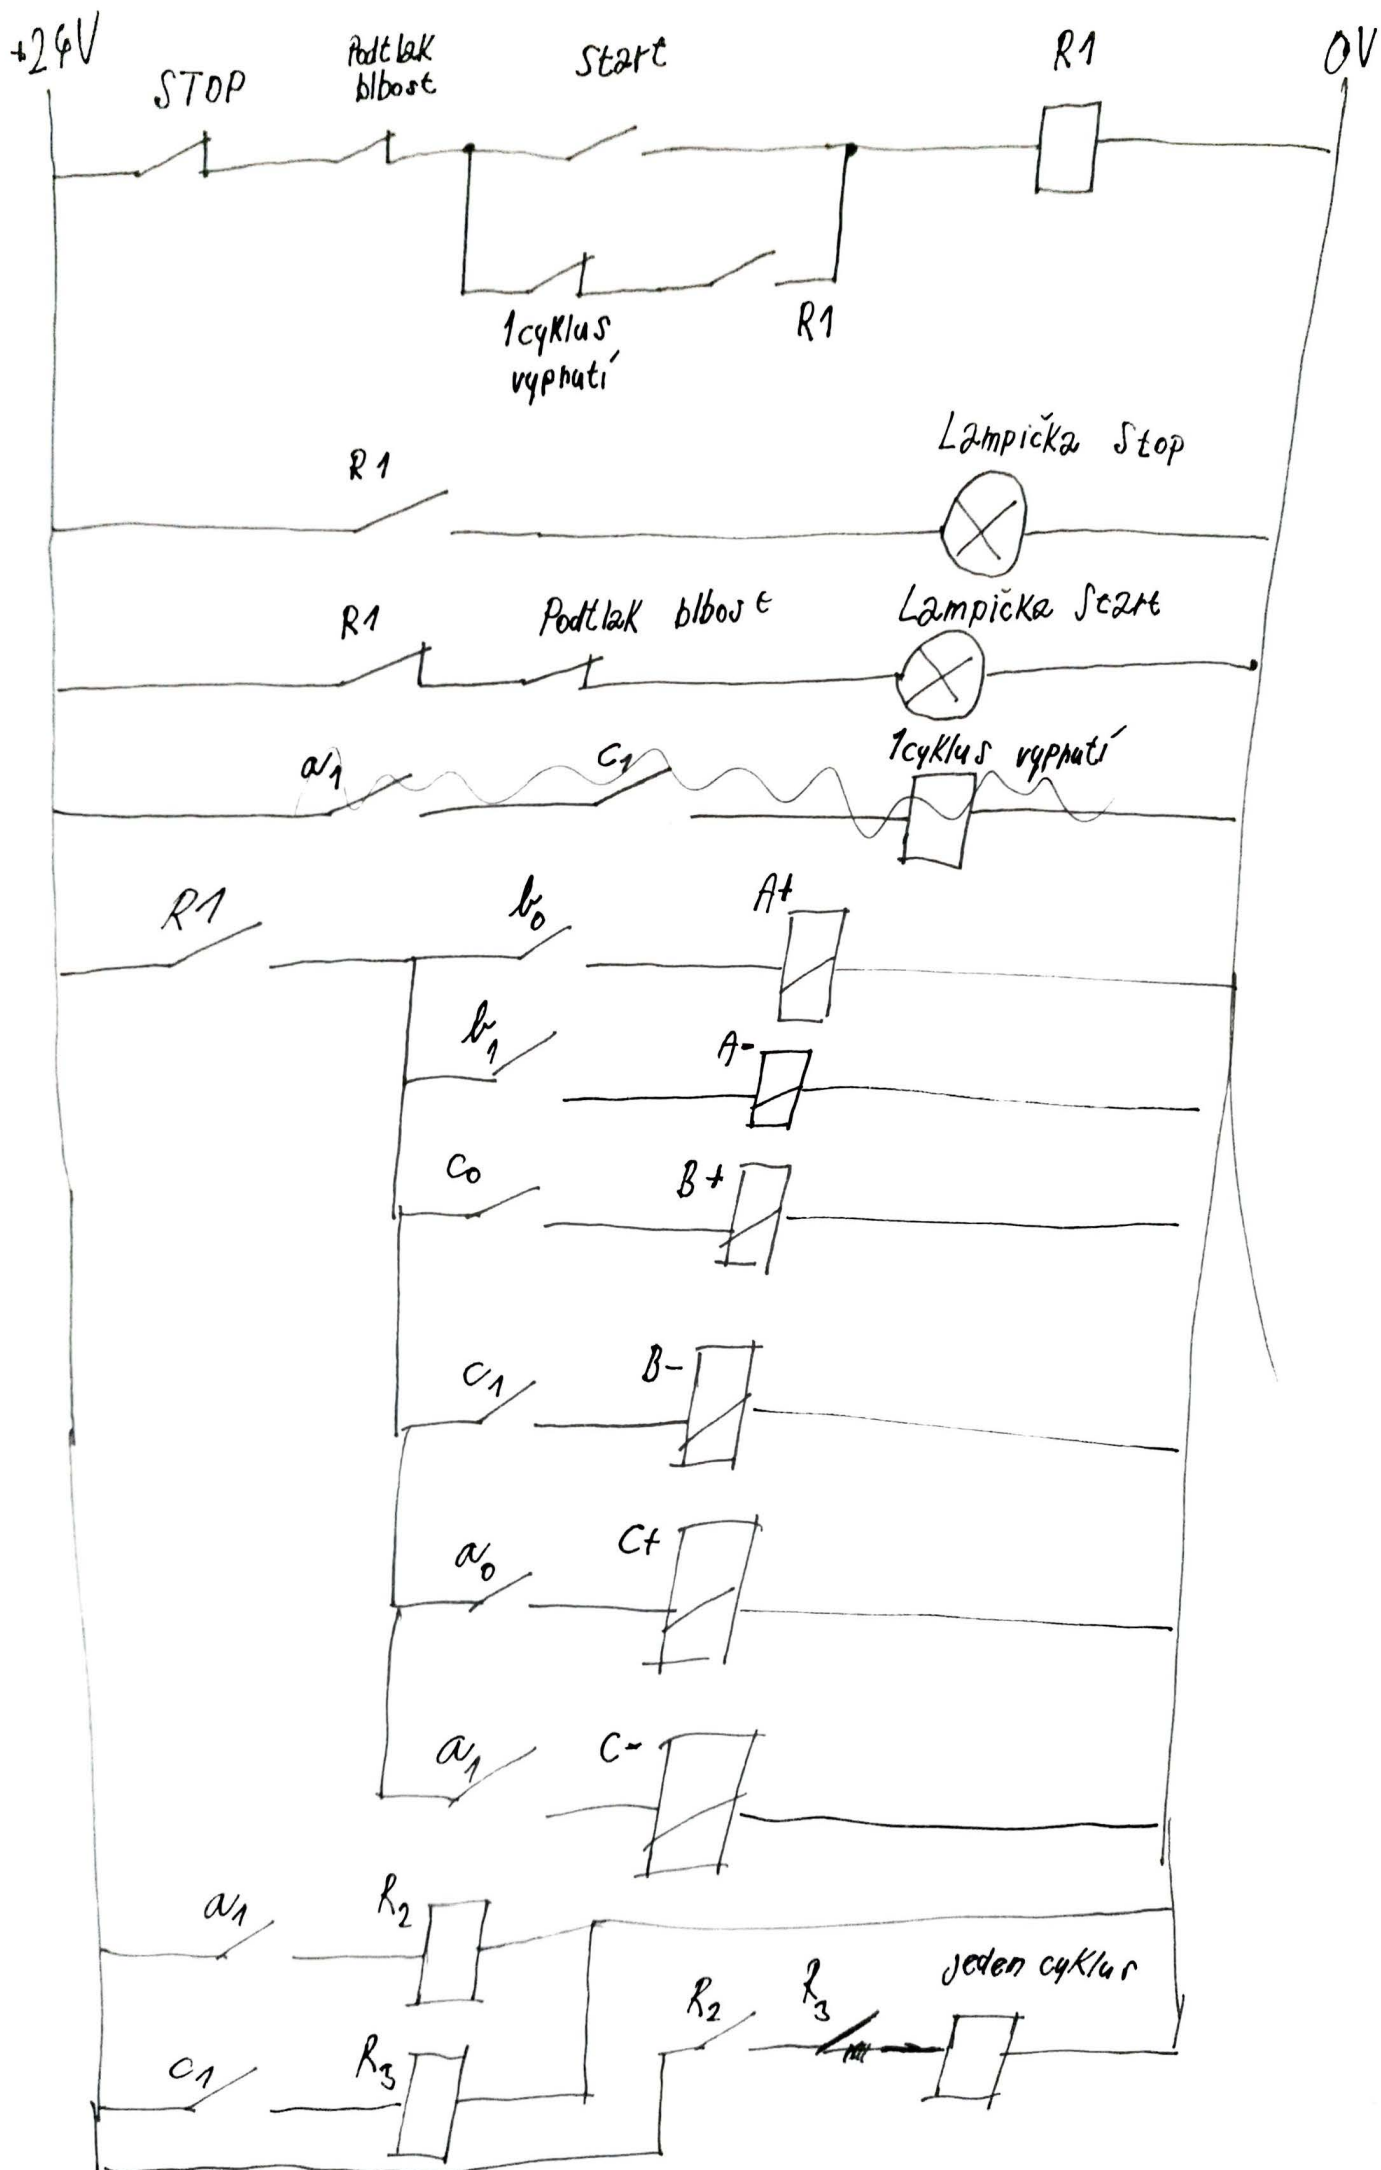 +24V
STOP
Podtlak
blbost
Start
R1
0V
1cyklus
vypnutí
R1
R1
Lampička Stop
R1
Podtlak blbost
Lampička Start
a1
c1
1cyklus vypnutí
R1
b0
A+
b1
A-
c0
B+
c1
B-
a0
C+
a1
C-
a1
R2
c1
R3
R2
R3
jeden cyklus